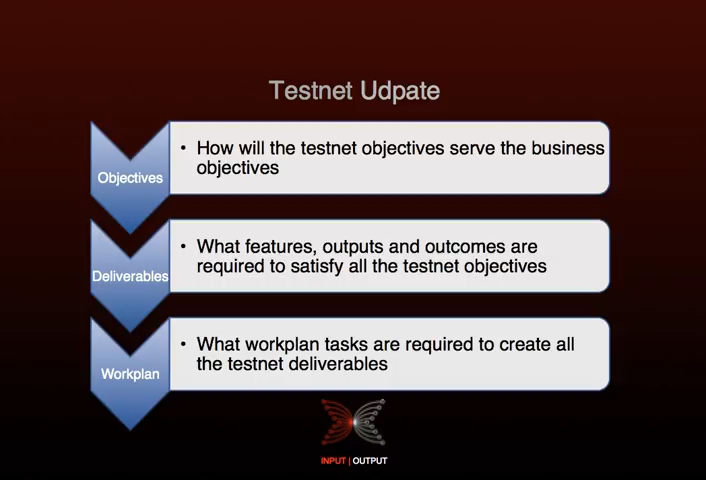 Testnet Udpate
Objectives
• How will the testnet objectives serve the business
objectives
Deliverables
• What features, outputs and outcomes are
required to satisfy all the testnet objectives
Workplan
• What workplan tasks are required to create all
the testnet deliverables
INPUT | OUTPUT